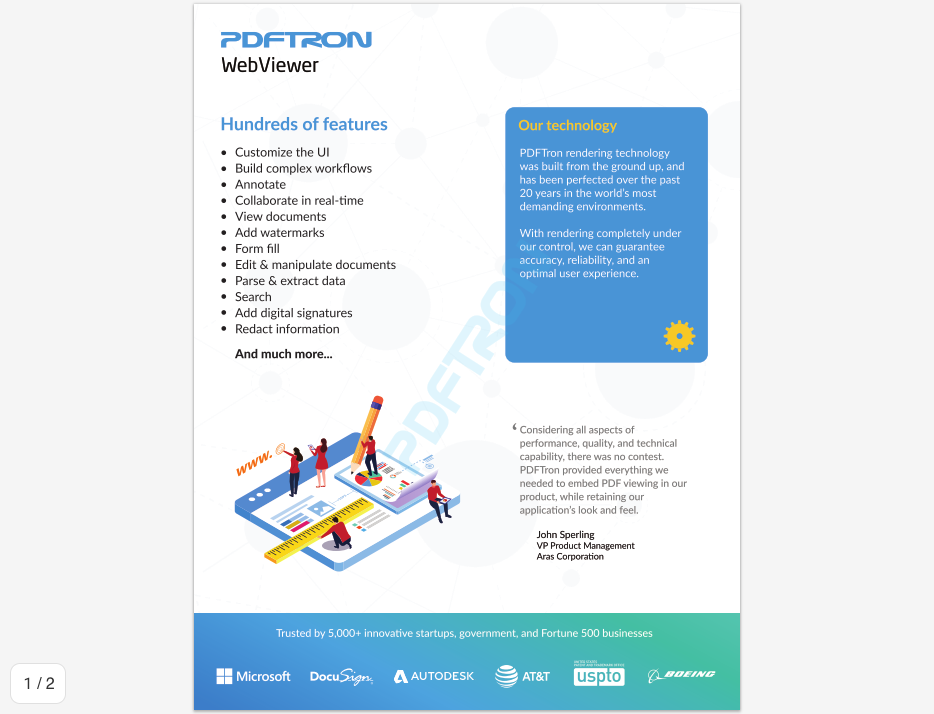 PDFTRON
WebViewer
Hundreds of features
• Customize the UI
• Build complex workflows
• Annotate
• Collaborate in real-time
• View documents
• Add watermarks
• Form fill
• Edit & manipulate documents
• Parse & extract data
• Search
• Add digital signatures
• Redact information
And much more...
Our technology
PDFTron rendering technology
was built from the ground up, and
has been perfected over the past
20 years in the world's most
demanding environments.
With rendering completely under
our control, we can guarantee
accuracy, reliability, and an
optimal user experience.
PDFTRON
www.
‘ Considering all aspects of
performance, quality, and technical
capability, there was no contest.
PDFTron provided everything we
needed to embed PDF viewing in our
product, while retaining our
application's look and feel.
John Sperling
VP Product Management
Aras Corporation
Trusted by 5,000+ innovative startups, government, and Fortune 500 businesses
Microsoft
DocuSign
AUTODESK
AT&T
uspto
BOEING
1 / 2